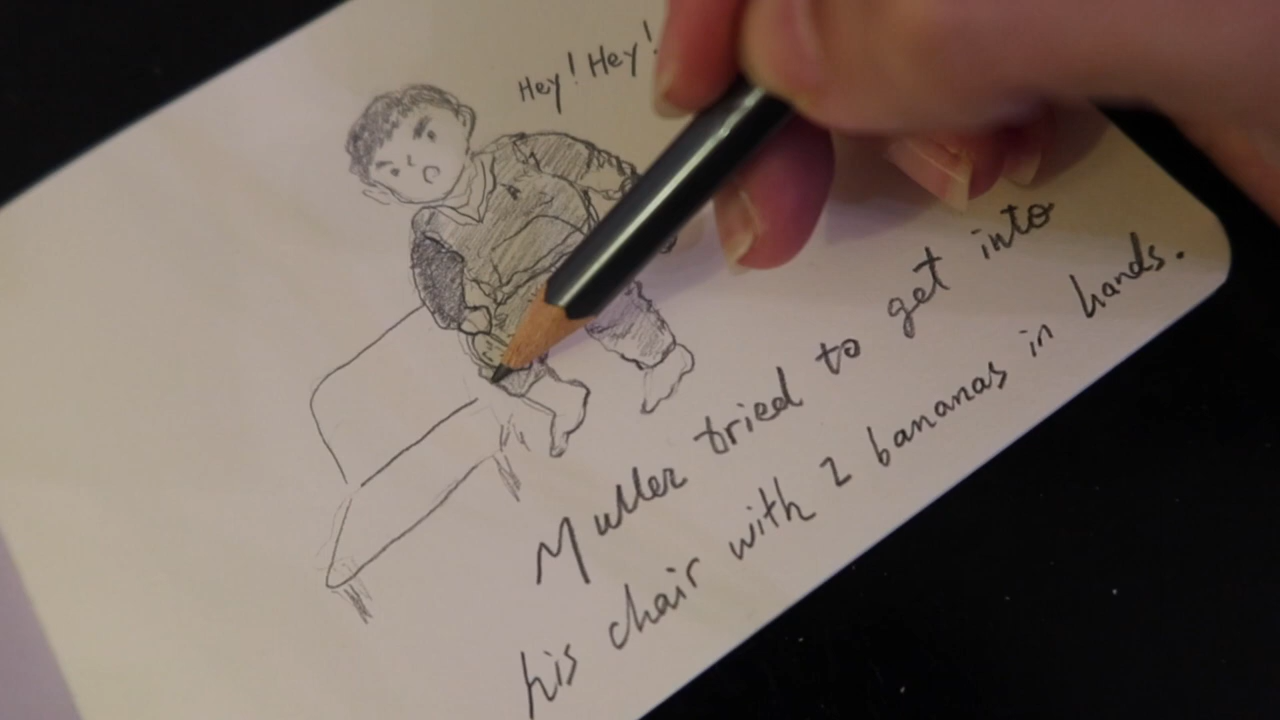 Hey! Hey!
Muller tried to get into
his chair with 2 bananas in hands.